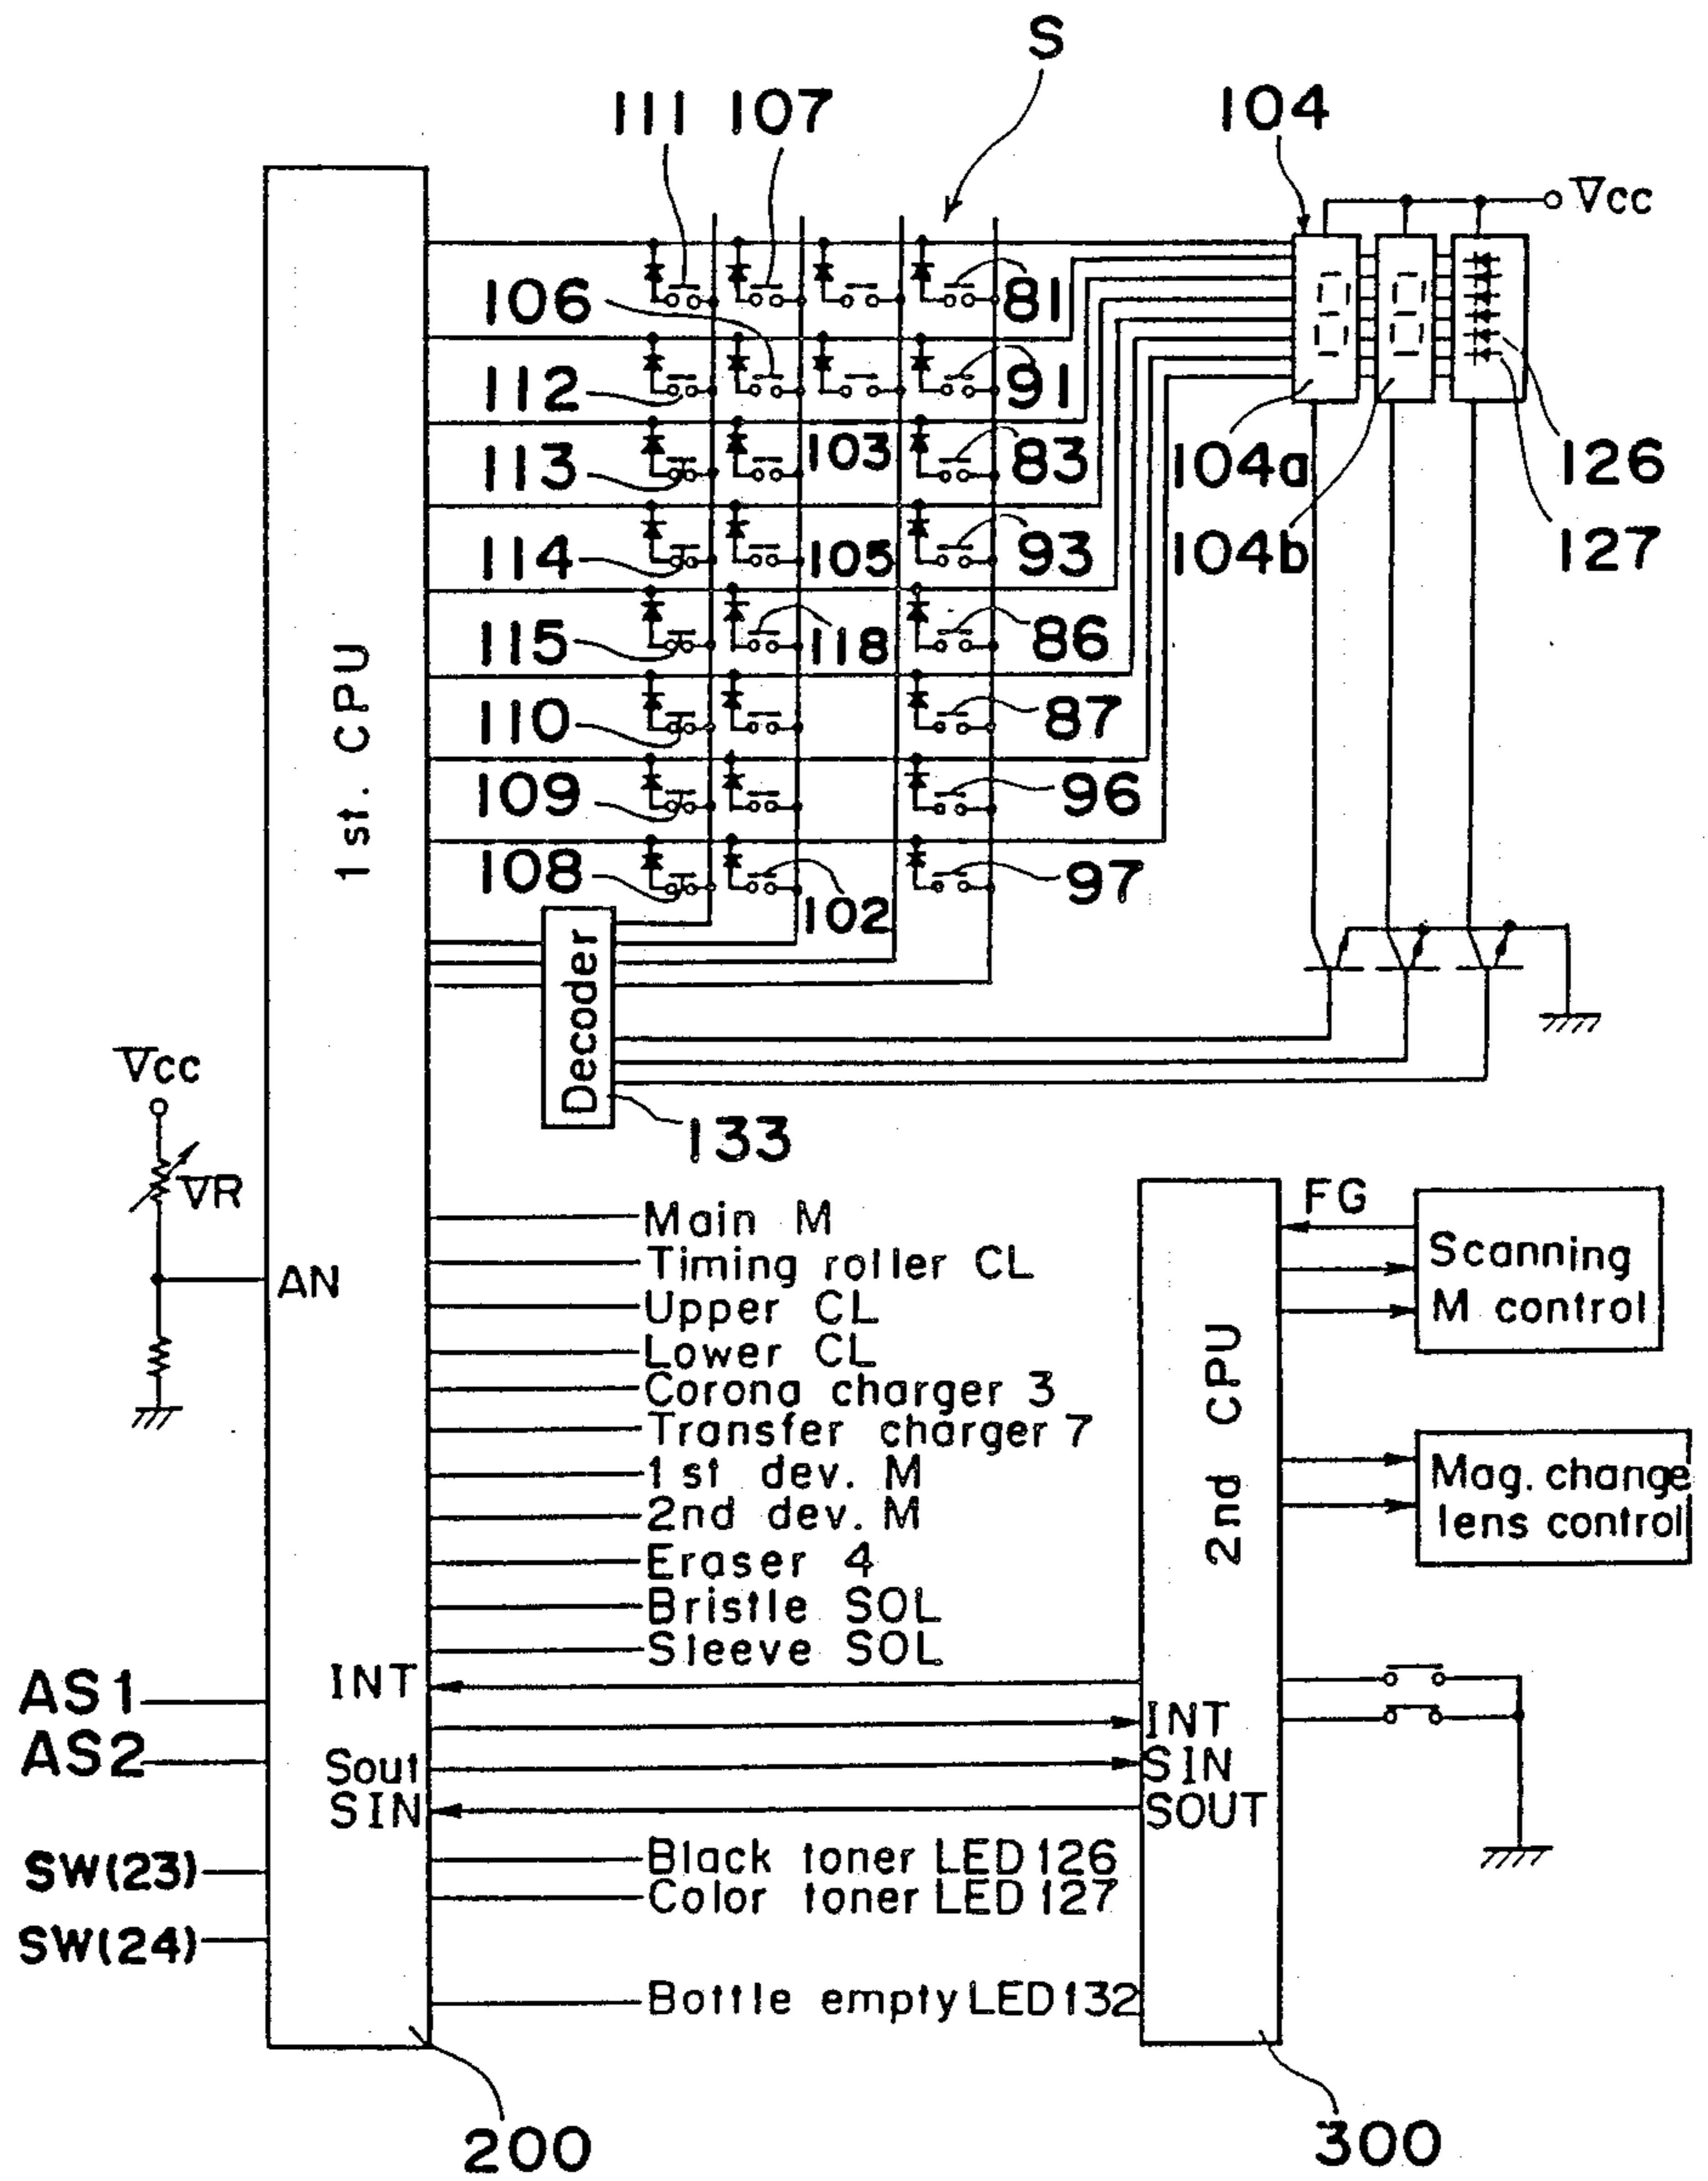 S
111 107
104
Vcc
106
81
112
91
113
103
83
104a
126
114
105
93
104b
127
115
118
86
110
87
109
96
108
102
97
1st. CPU
Decoder
133
Vcc
VR
AN
Main M
Timing roller CL
Upper CL
Lower CL
Corona charger 3
Transfer charger 7
1st dev. M
2nd dev. M
Eraser 4
Bristle SOL
Sleeve SOL
2nd CPU
FG
Scanning
M control
Mag. change
lens control
AS1
AS2
INT
INT
Sout
SIN
SIN
SOUT
SW(23)
SW(24)
Black toner LED 126
Color toner LED 127
Bottle empty LED 132
200
300